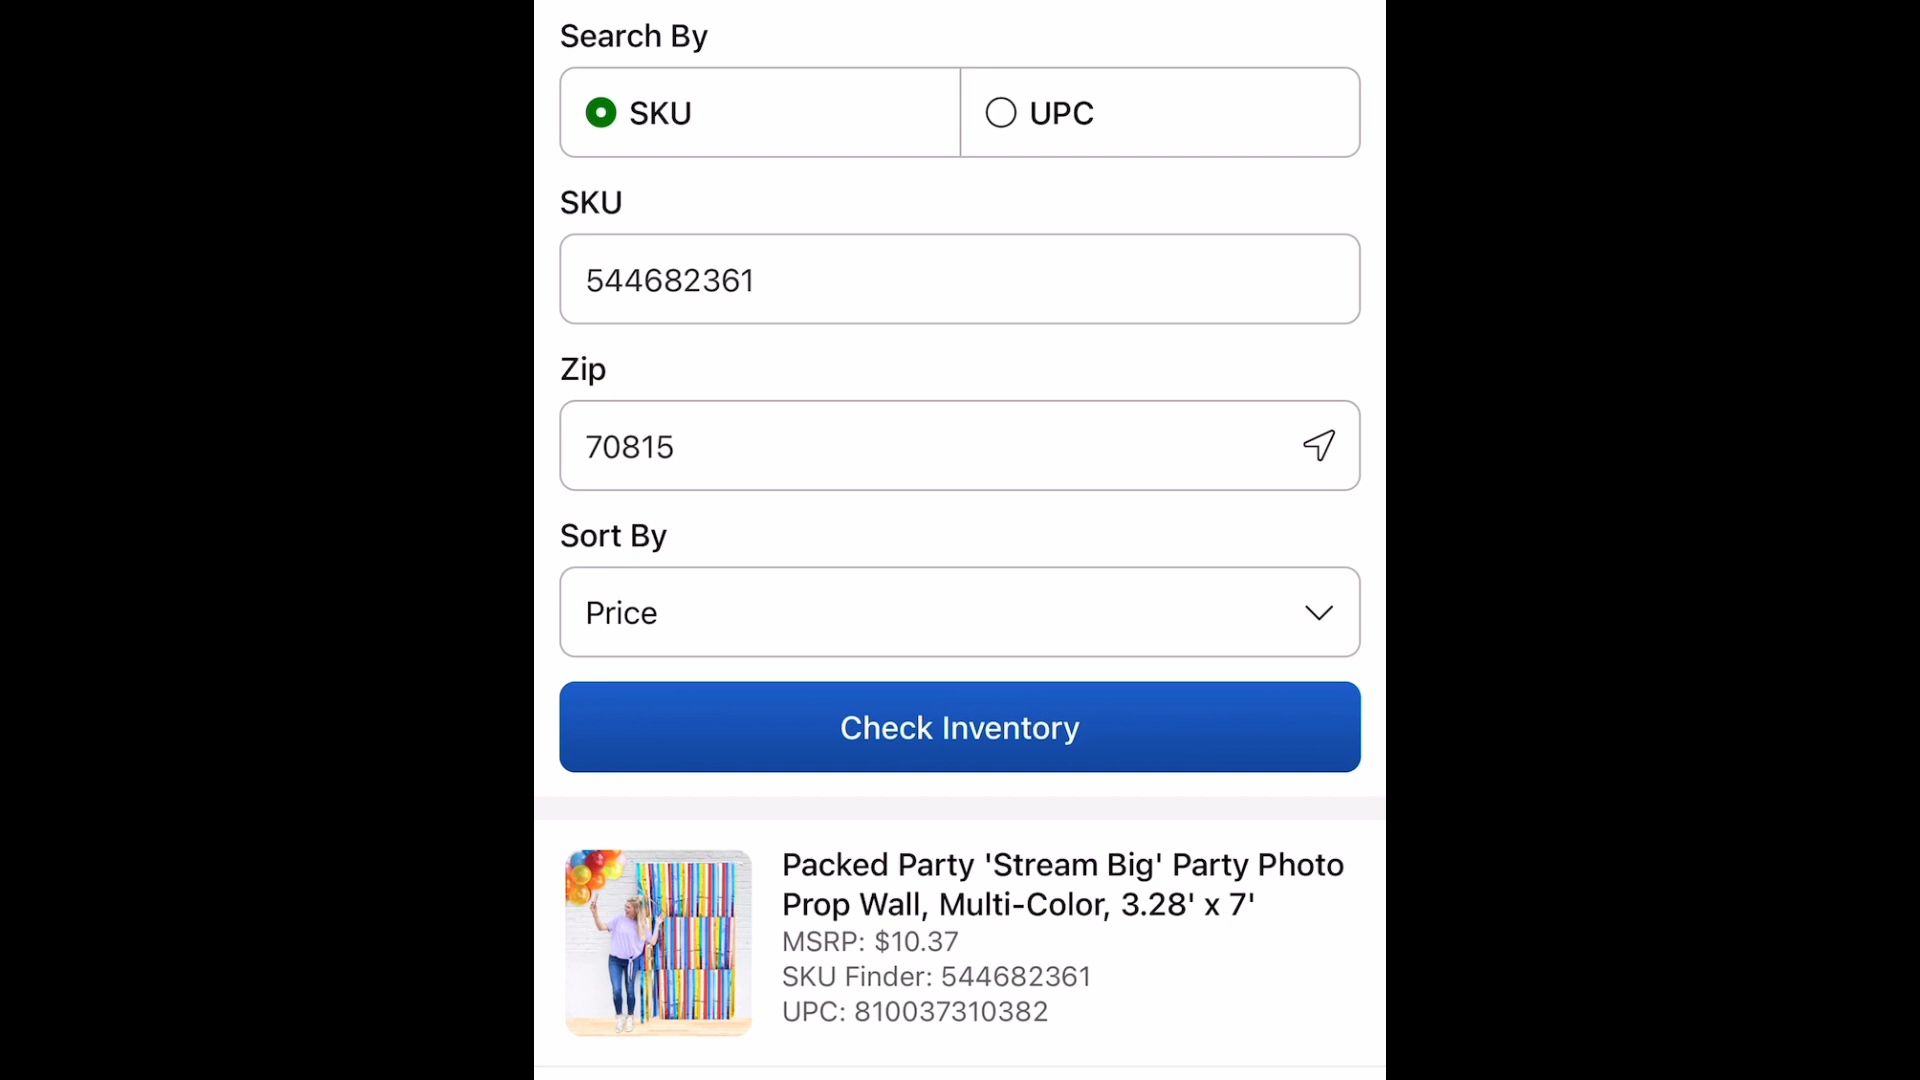 Search By
SKU
UPC
SKU
544682361
Zip
70815
Sort By
Price
Check Inventory
Packed Party 'Stream Big' Party Photo
Prop Wall, Multi-Color, 3.28' x 7'
MSRP: $10.37
SKU Finder: 544682361
UPC: 810037310382